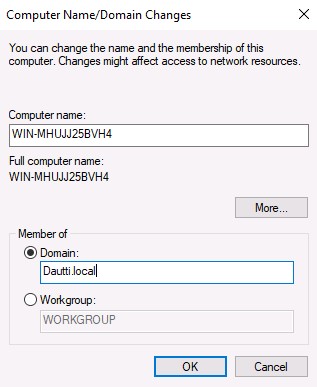 Computer Name/Domain Changes
You can change the name and the membership of this
computer. Changes might affect access to network resources.
Computer name:
WIN-MHUJJ25BVH4
Full computer name:
WIN-MHUJJ25BVH4
More...
Member of
Domain:
Dautti.local
Workgroup:
WORKGROUP
OK Cancel